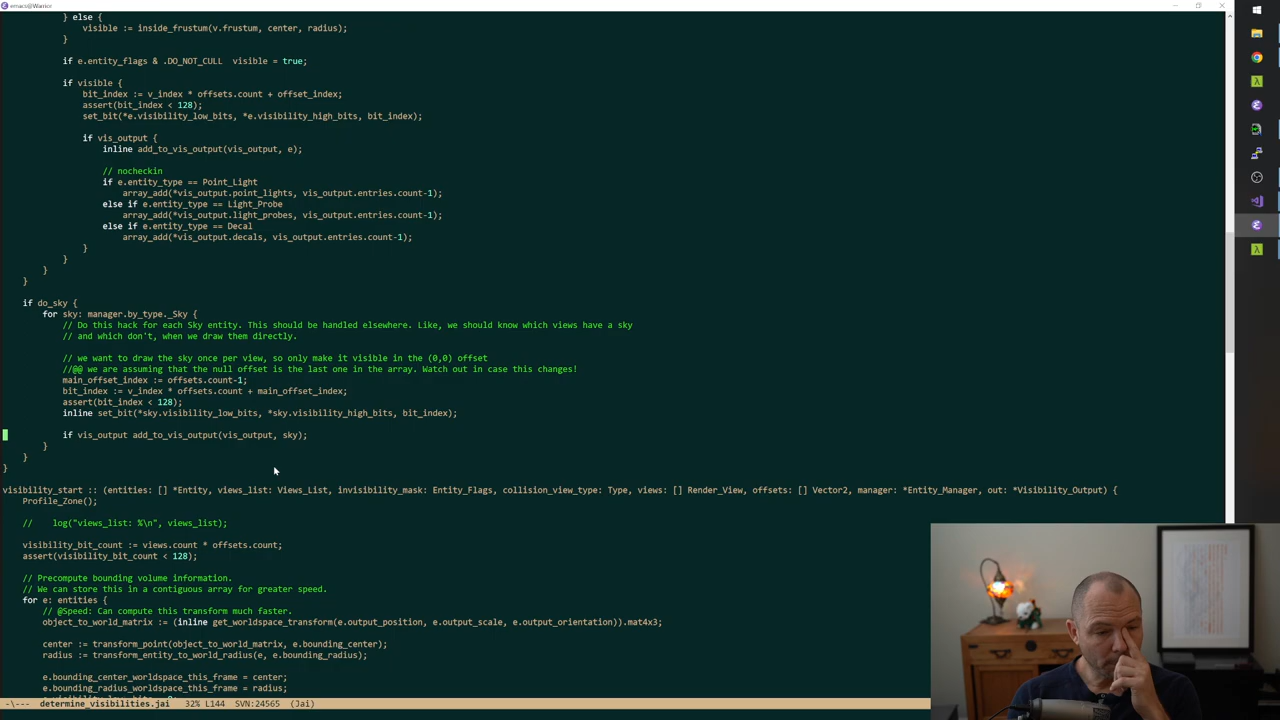 emacs@Warrior
} else {
visible := inside_frustum(v.frustum, center, radius);
}
if e.entity_flags & .DO_NOT_CULL  visible = true;
if visible {
bit_index := v_index * offsets.count + offset_index;
assert(bit_index < 128);
set_bit(*e.visibility_low_bits, *e.visibility_high_bits, bit_index);
if vis_output {
inline add_to_vis_output(vis_output, e);
// nocheckin
if e.entity_type == Point_Light
array_add(*vis_output.point_lights, vis_output.entries.count-1);
else if e.entity_type == Light_Probe
array_add(*vis_output.light_probes, vis_output.entries.count-1);
else if e.entity_type == Decal
array_add(*vis_output.decals, vis_output.entries.count-1);
}
}
}
}
if do_sky {
for sky: manager.by_type._Sky {
// Do this hack for each Sky entity. This should be handled elsewhere. Like, we should know which views have a sky
// and which don't, when we draw them directly.
// we want to draw the sky once per view, so only make it visible in the (0,0) offset
//@@ we are assuming that the null offset is the last one in the array. Watch out in case this changes!
main_offset_index := offsets.count-1;
bit_index := v_index * offsets.count + main_offset_index;
assert(bit_index < 128);
inline set_bit(*sky.visibility_low_bits, *sky.visibility_high_bits, bit_index);
if vis_output add_to_vis_output(vis_output, sky);
}
}
}
visibility_start :: (entities: [] *Entity, views_list: Views_List, invisibility_mask: Entity_Flags, collision_view_type: Type, views: [] Render_View, offsets: [] Vector2, manager: *Entity_Manager, out: *Visibility_Output) {
Profile_Zone();
//    log("views_list: %\n", views_list);
visibility_bit_count := views.count * offsets.count;
assert(visibility_bit_count < 128);
// Precompute bounding volume information.
// We can store this in a contiguous array for greater speed.
for e: entities {
// @Speed: Can compute this transform much faster.
object_to_world_matrix := (inline get_worldspace_transform(e.output_position, e.output_scale, e.output_orientation)).mat4x3;
center := transform_point(object_to_world_matrix, e.bounding_center);
radius := transform_entity_to_world_radius(e, e.bounding_radius);
e.bounding_center_worldspace_this_frame = center;
e.bounding_radius_worldspace_this_frame = radius;
-\---  determine_visibilities.jai   32% L144  SVN:24565  (Jai)